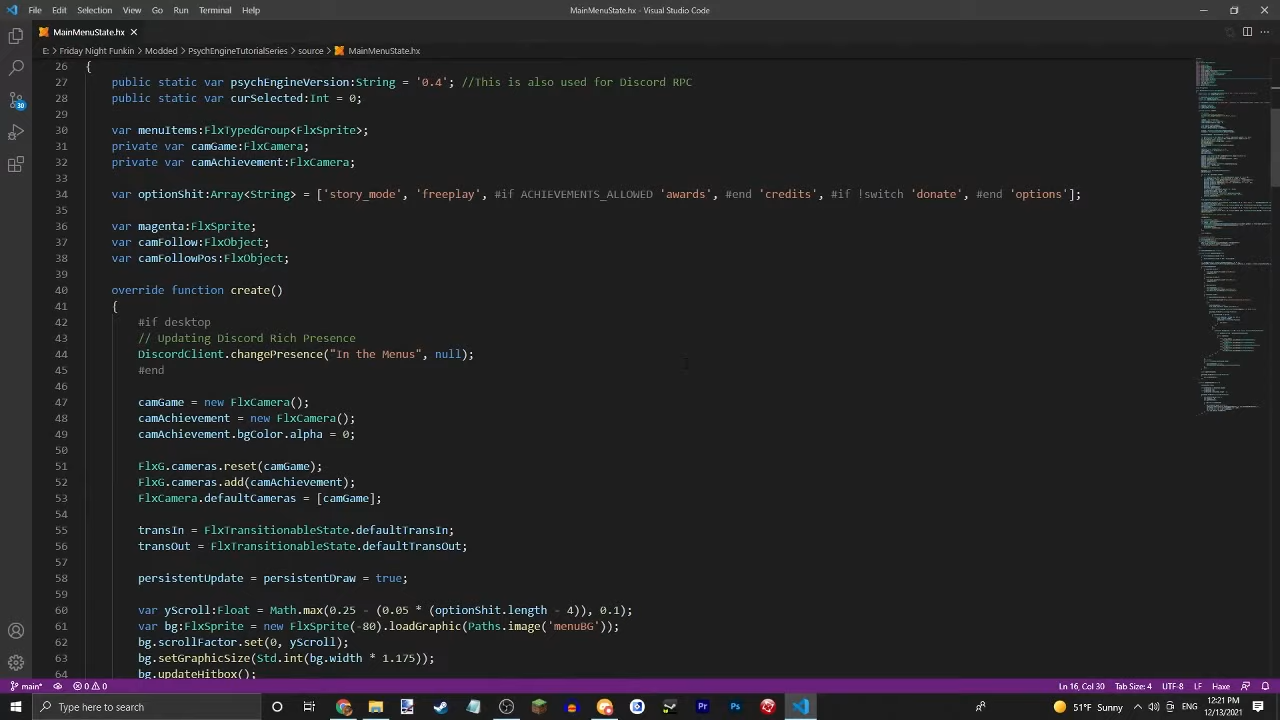 File Edit Selection View Go Run Terminal Help
MainMenuState.hx - Visual Studio Code
MainMenuState.hx
E: > Friday Night Funkin > Modded > PsychEngineTutorialSeries > source > MainMenuState.hx
26 {
27 public static var psychEngineVersion:String = '0.5.1'; //This is also used for Discord RPC
28 public static var curSelected:Int = 0;
29
30 var menuItems:FlxTypedGroup<FlxSprite>;
31 private var camGame:FlxCamera;
32 private var camAchievement:FlxCamera;
33
34 var optionShit:Array<String> = ['story_mode', 'freeplay', #if ACHIEVEMENTS_ALLOWED 'awards', #end 'credits', #if !switch 'donate', #end 'options'];
35
36 var magenta:FlxSprite;
37 var camFollow:FlxObject;
38 var camFollowPos:FlxObject;
39
40 override function create()
41 {
42 #if desktop
43 // Updating Discord Rich Presence
44 DiscordClient.changePresence("In the Menus", null);
45 #end
46
47 camGame = new FlxCamera();
48 camAchievement = new FlxCamera();
49 camAchievement.bgColor.alpha = 0;
50
51 FlxG.cameras.reset(camGame);
52 FlxG.cameras.add(camAchievement);
53 FlxCamera.defaultCameras = [camGame];
54
55 transIn = FlxTransitionableState.defaultTransIn;
56 transOut = FlxTransitionableState.defaultTransOut;
57
58 persistentUpdate = persistentDraw = true;
59
60 var yScroll:Float = Math.max(0.25 - (0.05 * (optionShit.length - 4)), 0.1);
61 var bg:FlxSprite = new FlxSprite(-80).loadGraphic(Paths.image('menuBG'));
62 bg.scrollFactor.set(0, yScroll);
63 bg.setGraphicSize(Std.int(bg.width * 1.175));
64 bg.updateHitbox();
30
main* 0 0
Ln 16, Col 30 Tab Size: 4 UTF-8 LF Haxe
Type here to search
51°F Sunny
12:21 PM
12/13/2021